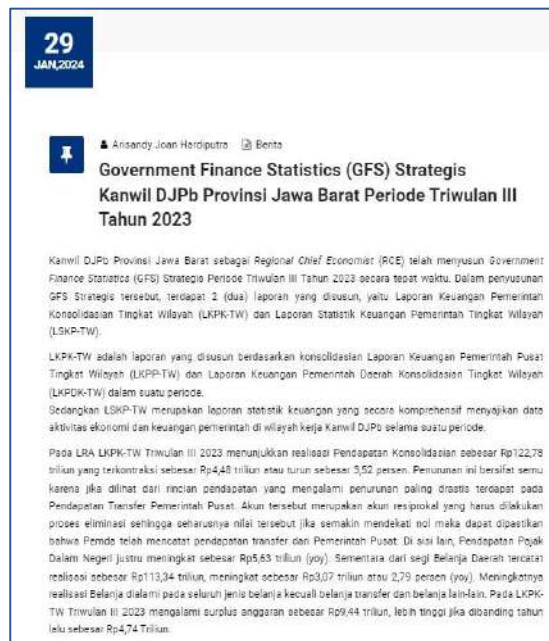 29
JAN,2024
Arisandy Joan Hardiputra Berita
Government Finance Statistics (GFS) Strategis
Kanwil DJPb Provinsi Jawa Barat Periode Triwulan III
Tahun 2023
Kanwil DJPb Provinsi Jawa Barat sebagai Regional Chief Economist (RCE) telah menyusun Government
Finance Statistics (GFS) Strategis Periode Triwulan III Tahun 2023 secara tepat waktu. Dalam penyusunan
GFS Strategis tersebut, terdapat 2 (dua) laporan yang disusun, yaitu Laporan Keuangan Pemerintah
Konsolidasian Tingkat Wilayah (LKPK-TW) dan Laporan Statistik Keuangan Pemerintah Tingkat Wilayah
(LSKP-TW).
LKPK-TW adalah laporan yang disusun berdasarkan konsolidasian Laporan Keuangan Pemerintah Pusat
Tingkat Wilayah (LKPP-TW) dan Laporan Keuangan Pemerintah Daerah Konsolidasian Tingkat Wilayah
(LKPDK-TW) dalam suatu periode.
Sedangkan LSKP-TW merupakan laporan statistik keuangan yang secara komprehensif menyajikan data
aktivitas ekonomi dan keuangan pemerintah di wilayah kerja Kanwil DJPb selama suatu periode.
Pada LRA LKPK-TW Triwulan III 2023 menunjukkan realisasi Pendapatan Konsolidasian sebesar Rp122,78
triliun yang terkontraksi sebesar Rp4,48 triliun atau turun sebesar 3,52 persen. Penurunan ini bersifat semu
karena jika dilihat dari rincian pendapatan yang mengalami penurunan paling drastis terdapat pada
Pendapatan Transfer Pemerintah Pusat. Akun tersebut merupakan akun resiprokal yang harus dilakukan
proses eliminasi sehingga seharusnya nilai tersebut jika semakin mendekati nol maka dapat dipastikan
bahwa Pemda telah mencatat pendapatan transfer dari Pemerintah Pusat. Di sisi lain, Pendapatan Pajak
Dalam Negeri justru meningkat sebesar Rp5,63 triliun (yoy). Sementara dari segi Belanja Daerah tercatat
realisasi sebesar Rp113,34 triliun, meningkat sebesar Rp3,07 triliun atau 2,79 persen (yoy). Meningkatnya
realisasi Belanja dialami pada seluruh jenis belanja kecuali belanja transfer dan belanja lain-lain. Pada LKPK-
TW Triwulan III 2023 mengalami surplus anggaran sebesar Rp9,44 triliun, lebih tinggi jika dibanding tahun
lalu sebesar Rp4,74 Triliun.